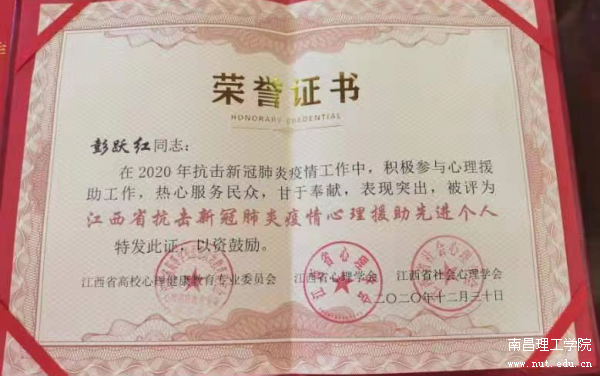 荣誉证书
HONORARY CREDENTIAL
彭跃红同志：
在2020年抗击新冠肺炎疫情工作中，积极参与心理援
助工作，热心服务民众，甘于奉献，表现突出，被评为
江西省抗击新冠肺炎疫情心理援助先进个人
特发此证，以资鼓励。
江西省高校心理健康教育专业委员会 江西省心理学会 江西省社会心理学会
二〇二〇年十二月三十日
江西省心理学会
南昌理工学院
www.nut.edu.cn